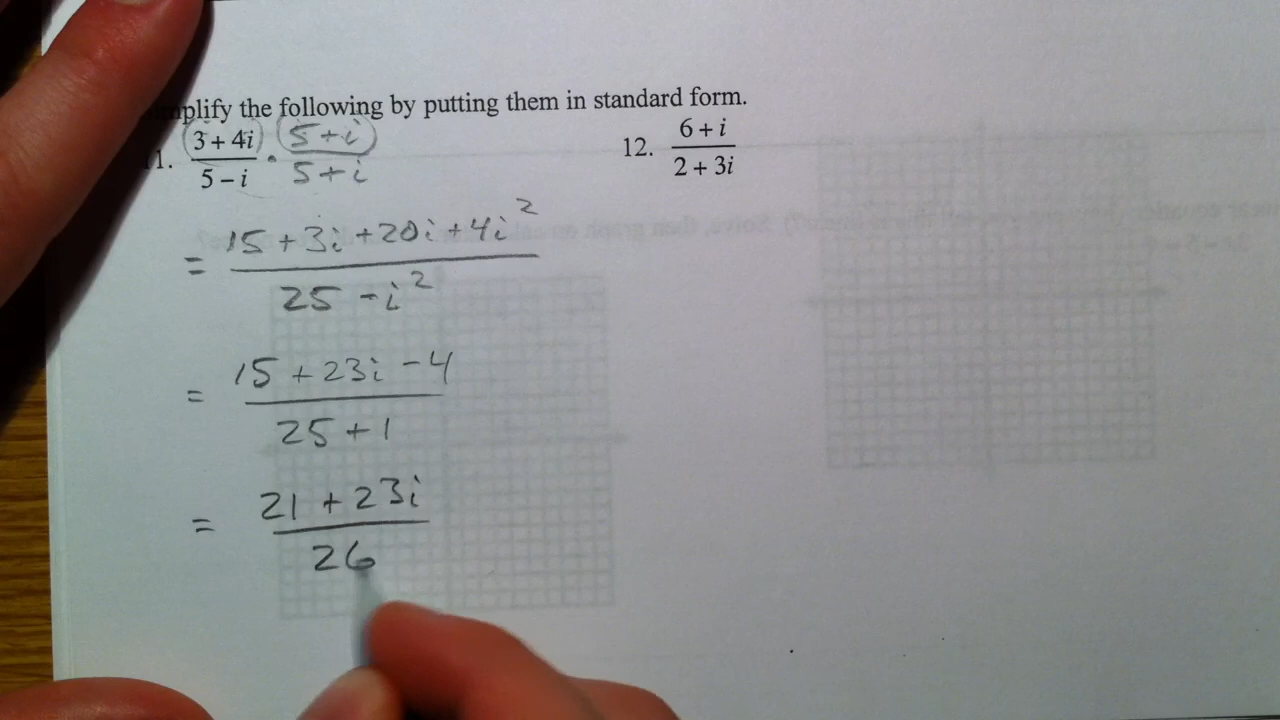 mplify the following by putting them in standard form.
11. (3 + 4i)/(5 – i) · (5 + i)/(5 + i)
12. (6 + i)/(2 + 3i)
= (15 + 3i + 20i + 4i²)/(25 – i²)
= (15 + 23i – 4)/(25 + 1)
= (21 + 23i)/26